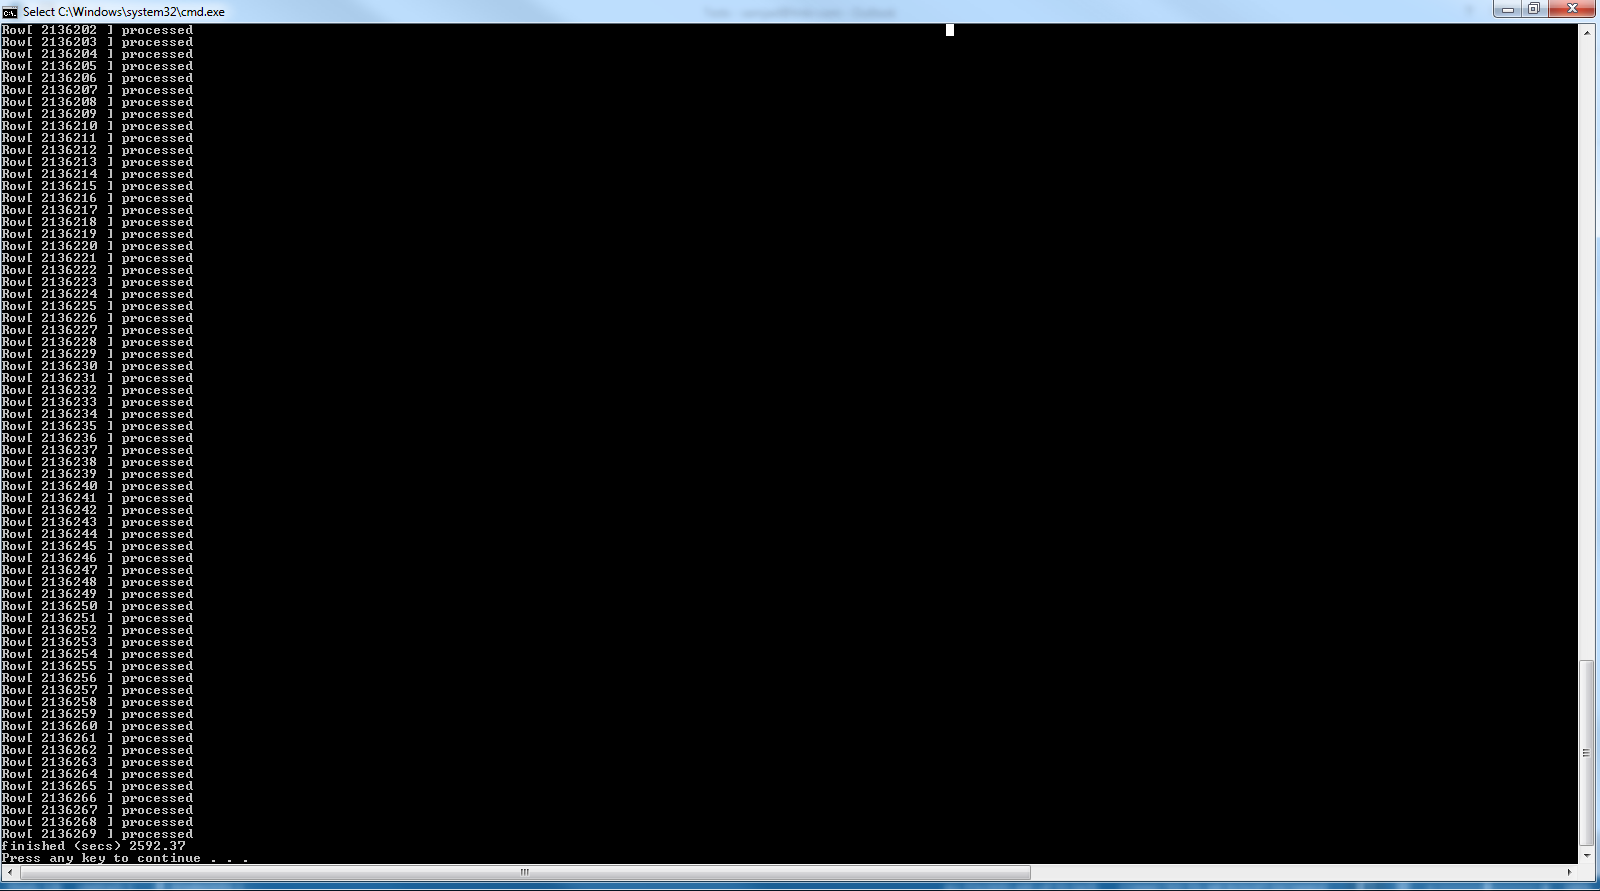 Select C:\Windows\system32\cmd.exe
Row[ 2136202 ] processed
Row[ 2136203 ] processed
Row[ 2136204 ] processed
Row[ 2136205 ] processed
Row[ 2136206 ] processed
Row[ 2136207 ] processed
Row[ 2136208 ] processed
Row[ 2136209 ] processed
Row[ 2136210 ] processed
Row[ 2136211 ] processed
Row[ 2136212 ] processed
Row[ 2136213 ] processed
Row[ 2136214 ] processed
Row[ 2136215 ] processed
Row[ 2136216 ] processed
Row[ 2136217 ] processed
Row[ 2136218 ] processed
Row[ 2136219 ] processed
Row[ 2136220 ] processed
Row[ 2136221 ] processed
Row[ 2136222 ] processed
Row[ 2136223 ] processed
Row[ 2136224 ] processed
Row[ 2136225 ] processed
Row[ 2136226 ] processed
Row[ 2136227 ] processed
Row[ 2136228 ] processed
Row[ 2136229 ] processed
Row[ 2136230 ] processed
Row[ 2136231 ] processed
Row[ 2136232 ] processed
Row[ 2136233 ] processed
Row[ 2136234 ] processed
Row[ 2136235 ] processed
Row[ 2136236 ] processed
Row[ 2136237 ] processed
Row[ 2136238 ] processed
Row[ 2136239 ] processed
Row[ 2136240 ] processed
Row[ 2136241 ] processed
Row[ 2136242 ] processed
Row[ 2136243 ] processed
Row[ 2136244 ] processed
Row[ 2136245 ] processed
Row[ 2136246 ] processed
Row[ 2136247 ] processed
Row[ 2136248 ] processed
Row[ 2136249 ] processed
Row[ 2136250 ] processed
Row[ 2136251 ] processed
Row[ 2136252 ] processed
Row[ 2136253 ] processed
Row[ 2136254 ] processed
Row[ 2136255 ] processed
Row[ 2136256 ] processed
Row[ 2136257 ] processed
Row[ 2136258 ] processed
Row[ 2136259 ] processed
Row[ 2136260 ] processed
Row[ 2136261 ] processed
Row[ 2136262 ] processed
Row[ 2136263 ] processed
Row[ 2136264 ] processed
Row[ 2136265 ] processed
Row[ 2136266 ] processed
Row[ 2136267 ] processed
Row[ 2136268 ] processed
Row[ 2136269 ] processed
finished (secs) 2592.37
Press any key to continue . . .